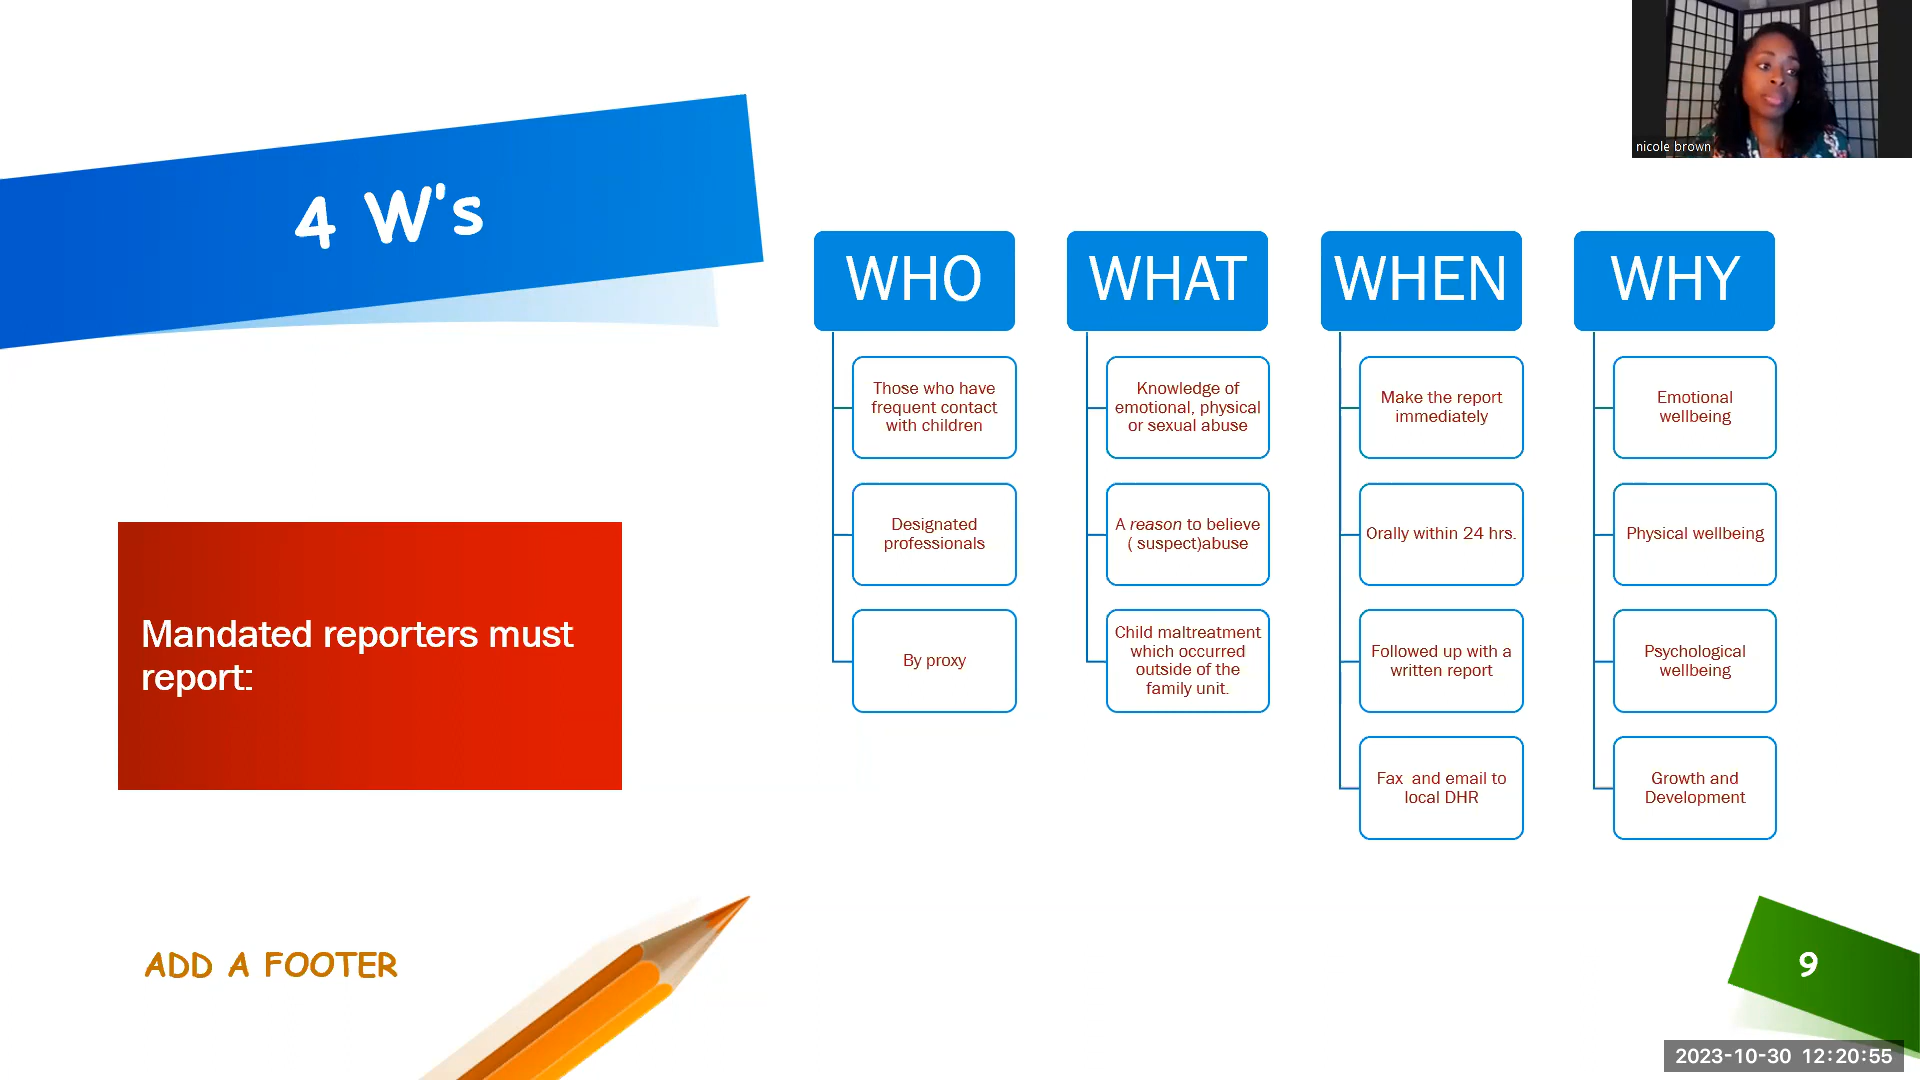 nicole brown
4 W's
Mandated reporters must
report:
WHO
Those who have
frequent contact
with children
Designated
professionals
By proxy
WHAT
Knowledge of
emotional, physical
or sexual abuse
A reason to believe
( suspect)abuse
Child maltreatment
which occurred
outside of the
family unit.
WHEN
Make the report
immediately
Orally within 24 hrs.
Followed up with a
written report
Fax  and email to
local DHR
WHY
Emotional
wellbeing
Physical wellbeing
Psychological
wellbeing
Growth and
Development
ADD A FOOTER
9
2023-10-30 12:20:55